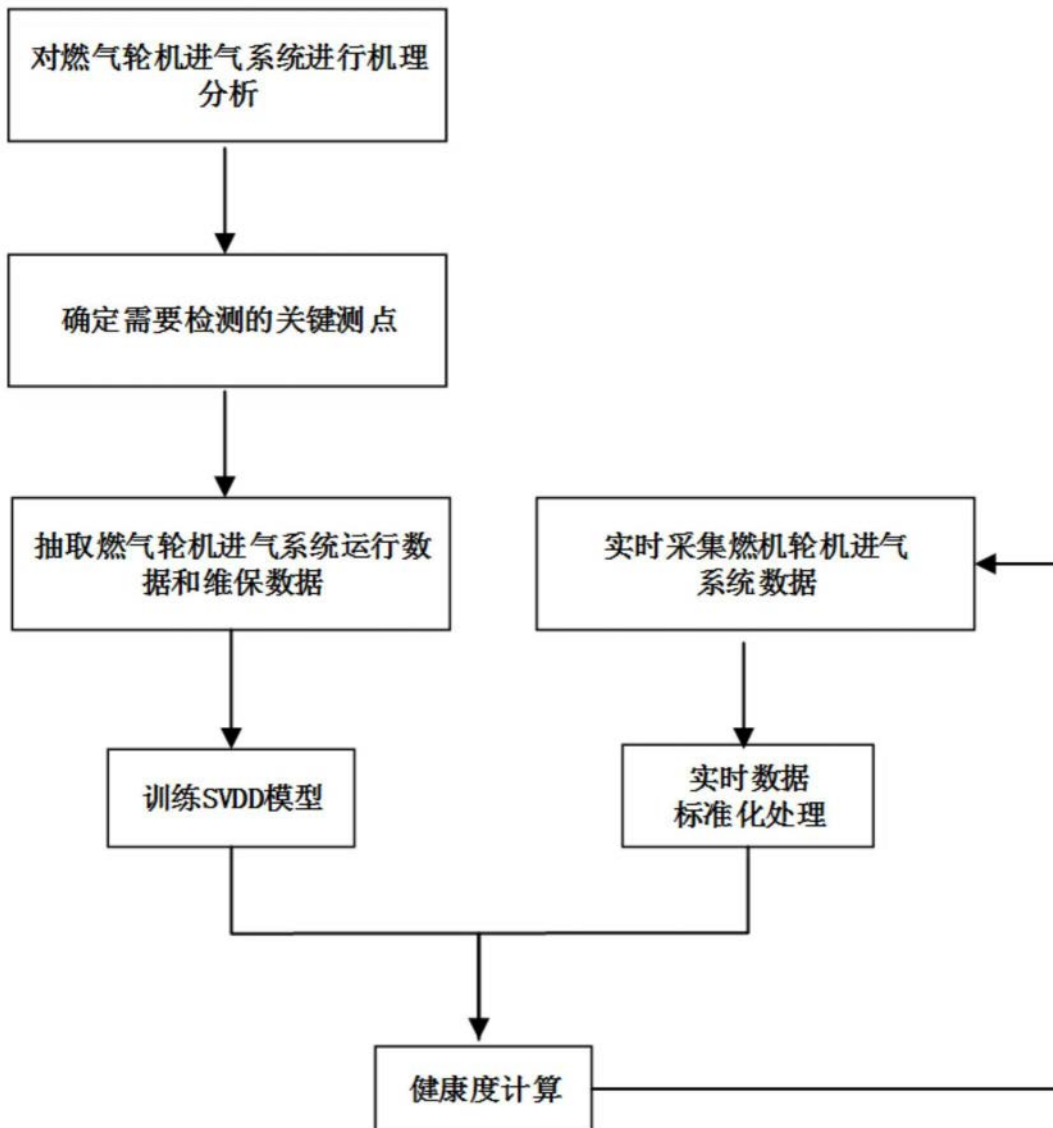 对燃气轮机进气系统进行机理
分析
确定需要检测的关键测点
抽取燃气轮机进气系统运行数
据和维保数据
实时采集燃机轮机进气
系统数据
训练SVDD模型
实时数据
标准化处理
健康度计算